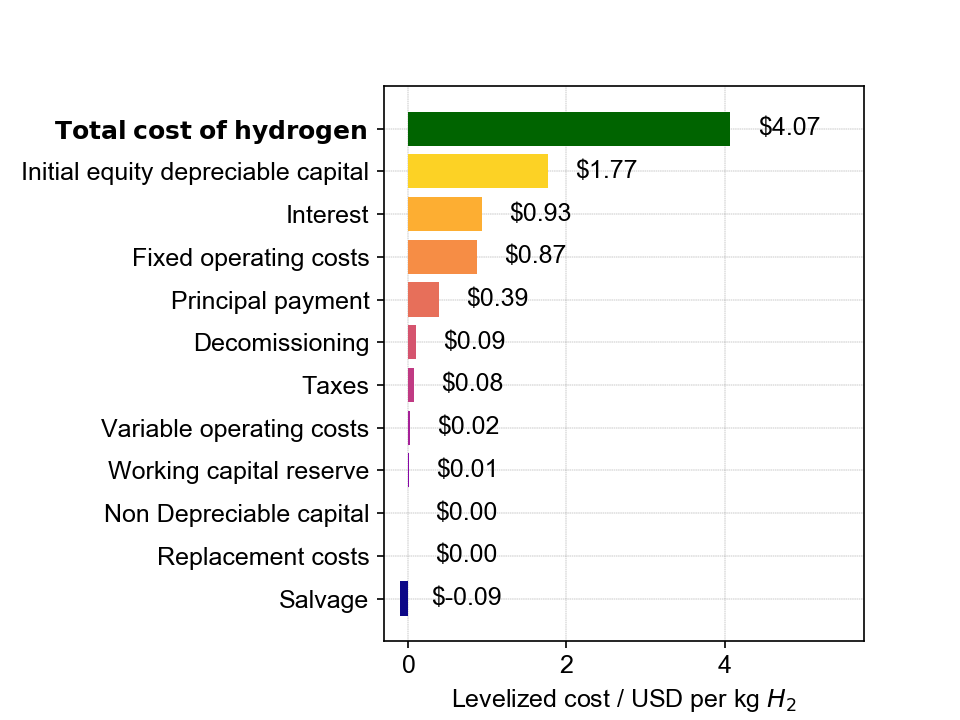 Total cost of hydrogen $4.07
Initial equity depreciable capital $1.77
Interest $0.93
Fixed operating costs $0.87
Principal payment $0.39
Decomissioning $0.09
Taxes $0.08
Variable operating costs $0.02
Working capital reserve $0.01
Non Depreciable capital $0.00
Replacement costs $0.00
Salvage $-0.09
0 2 4
Levelized cost / USD per kg H₂